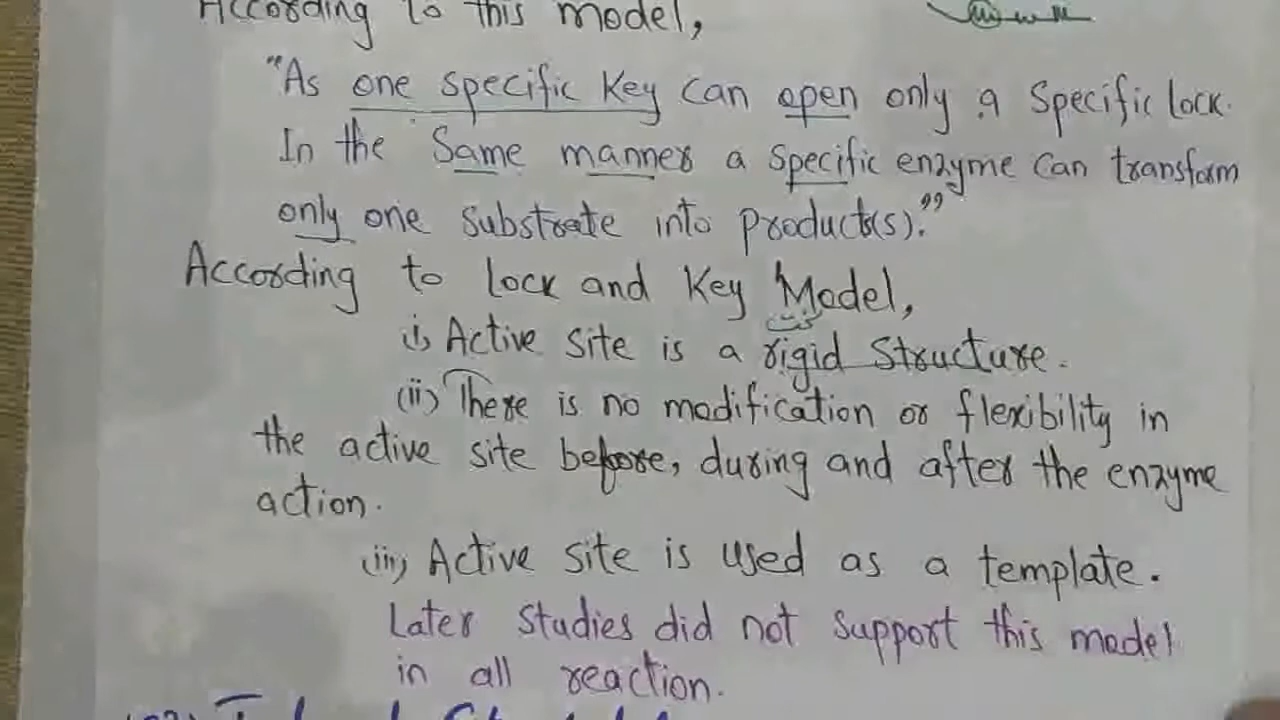 According to this model,
"As one specific Key can open only a specific lock.
In the same manner a specific enzyme can transform
only one substrate into products(s)."
According to lock and Key Model,
(i) Active site is a rigid structure.
(ii) There is no modification or flexibility in
the active site before, during and after the enzyme
action.
(iii) Active site is used as a template.
Later studies did not support this model
in all reaction.